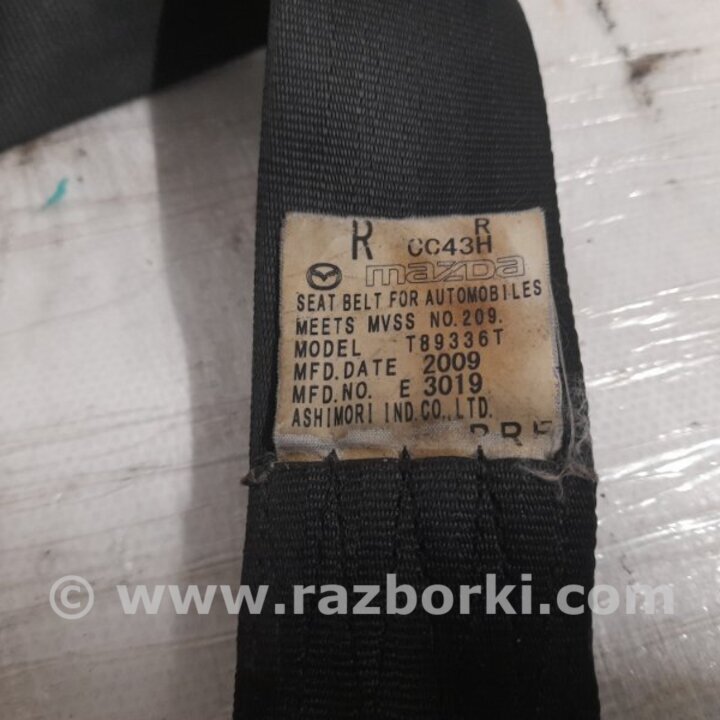 R
R CC43H
mazda
SEAT BELT FOR AUTOMOBILES
MEETS MVSS NO.209.
MODEL T89336T
MFD.DATE 2009
MFD.NO. E 3019
ASHIMORI IND.CO.,LTD.
© www.razborki.com